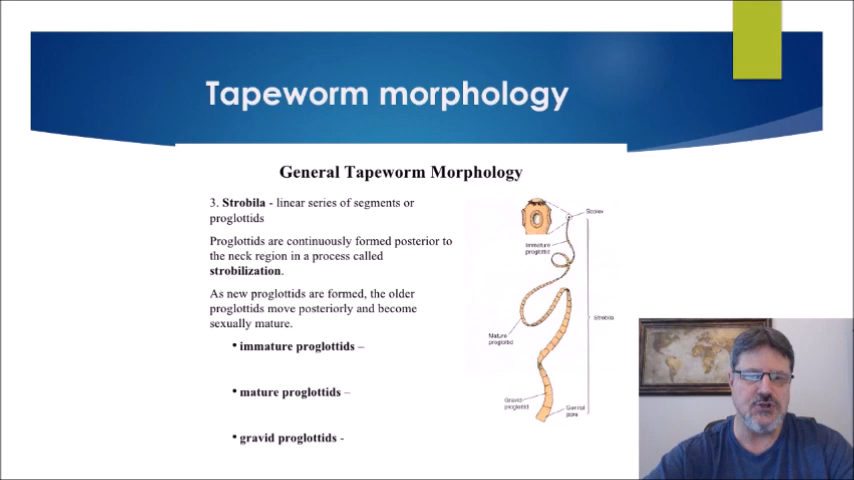 Tapeworm morphology
General Tapeworm Morphology
3. Strobila - linear series of segments or
proglottids
Proglottids are continuously formed posterior to
the neck region in a process called
strobilization.
As new proglottids are formed, the older
proglottids move posteriorly and become
sexually mature.
• immature proglottids –
• mature proglottids –
• gravid proglottids -
Scolex
Immature
proglottid
Strobila
Mature
proglottid
Gravid
proglottid
Genital
pore